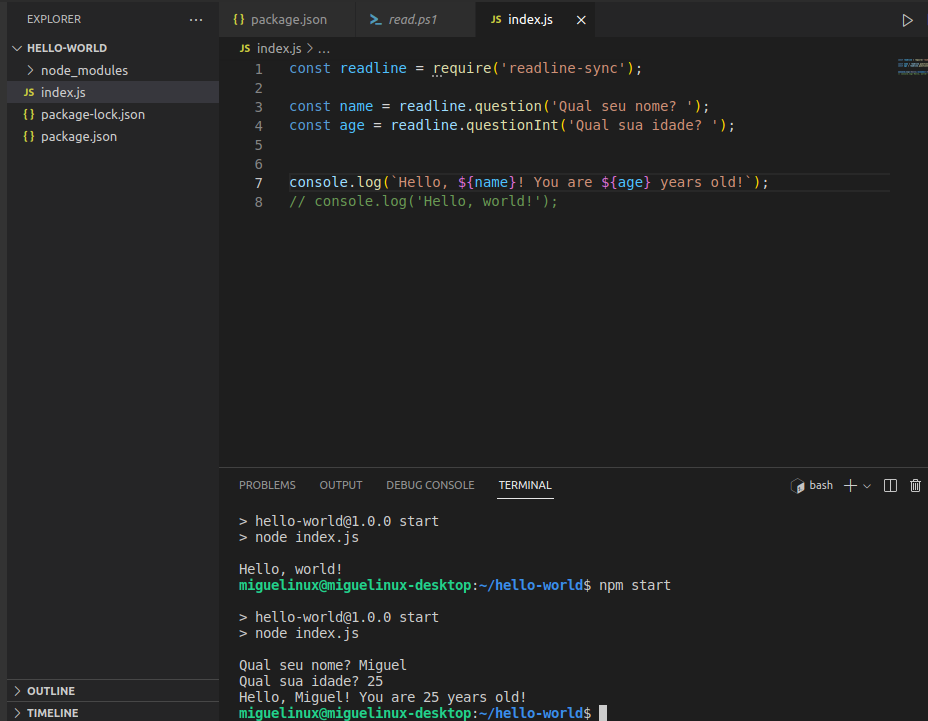 EXPLORER ...
HELLO-WORLD
node_modules
JS index.js
{} package-lock.json
{} package.json
OUTLINE
TIMELINE
{} package.json read.ps1 JS index.js
JS index.js > ...
1 const readline = require('readline-sync');
2
3 const name = readline.question('Qual seu nome? ');
4 const age = readline.questionInt('Qual sua idade? ');
5
6
7 console.log(`Hello, ${name}! You are ${age} years old!`);
8 // console.log('Hello, world!');
PROBLEMS OUTPUT DEBUG CONSOLE TERMINAL bash
> hello-world@1.0.0 start
> node index.js
Hello, world!
miguelinux@miguelinux-desktop:~/hello-world$ npm start
> hello-world@1.0.0 start
> node index.js
Qual seu nome? Miguel
Qual sua idade? 25
Hello, Miguel! You are 25 years old!
miguelinux@miguelinux-desktop:~/hello-world$